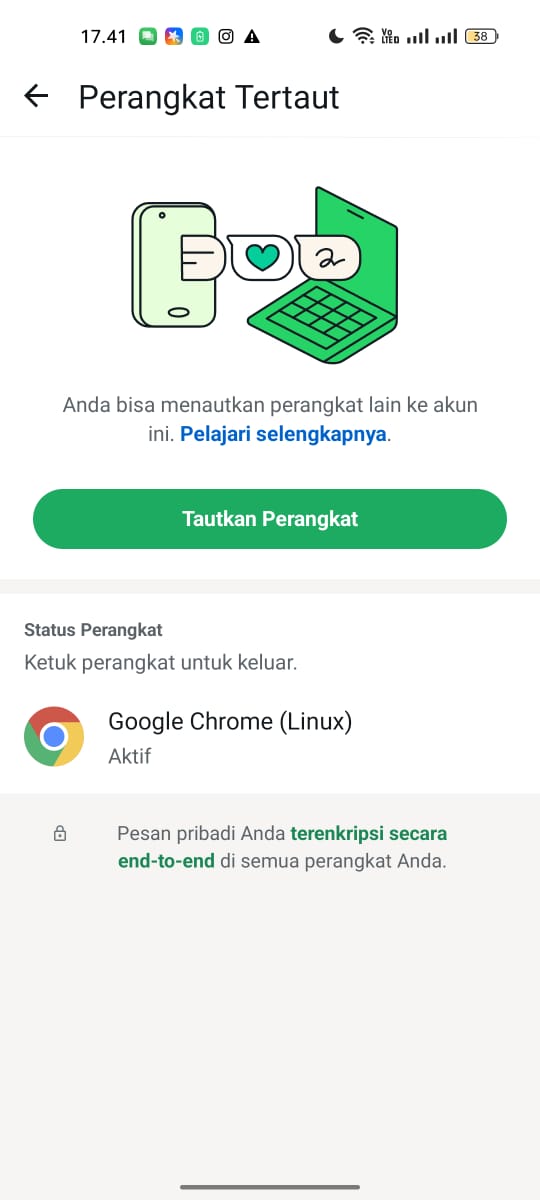 17.41
Vo
LTED
38
Perangkat Tertaut
Anda bisa menautkan perangkat lain ke akun
ini. Pelajari selengkapnya.
Tautkan Perangkat
Status Perangkat
Ketuk perangkat untuk keluar.
Google Chrome (Linux)
Aktif
Pesan pribadi Anda terenkripsi secara
end-to-end di semua perangkat Anda.